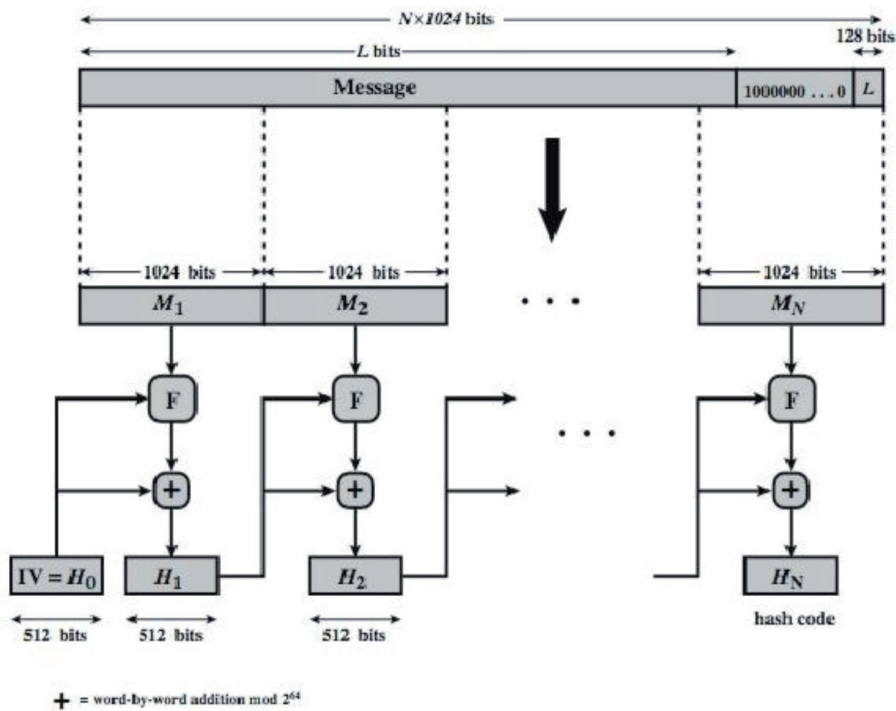 N×1024 bits
L bits
128 bits
Message
1000000 . . . 0
L
1024 bits
1024 bits
1024 bits
M1
M2
. . .
MN
F
F
F
. . .
+
+
+
IV = H0
H1
H2
HN
512 bits
512 bits
512 bits
hash code
+ = word-by-word addition mod 2^64